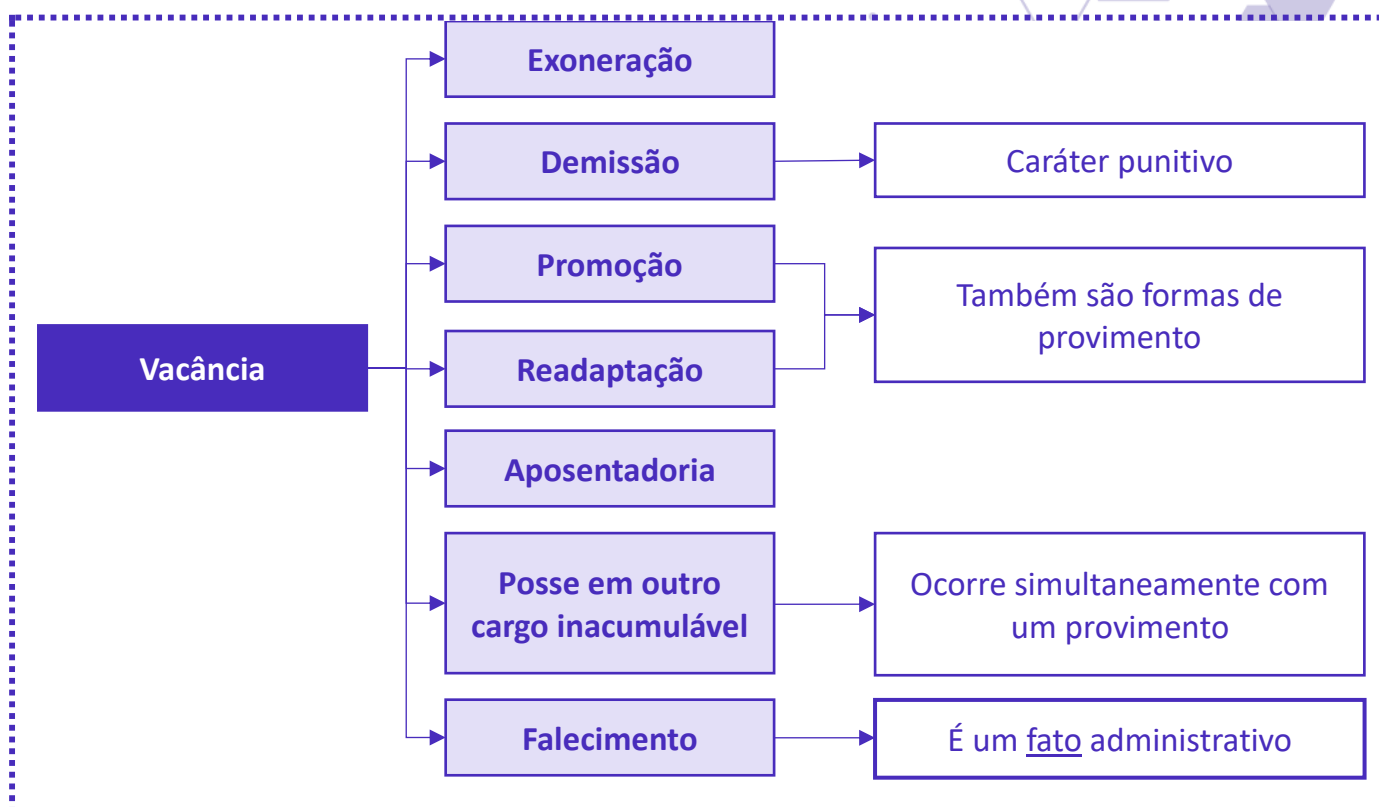 Exoneração
Demissão
Caráter punitivo
Promoção
Também são formas de
provimento
Vacância
Readaptação
Aposentadoria
Posse em outro
cargo inacumulável
Ocorre simultaneamente com
um provimento
Falecimento
É um fato administrativo